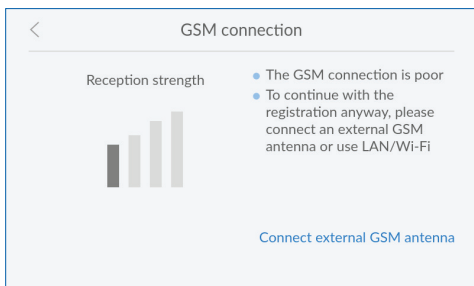 GSM connection
Reception strength
The GSM connection is poor
To continue with the
registration anyway, please
connect an external GSM
antenna or use LAN/Wi-Fi
Connect external GSM antenna